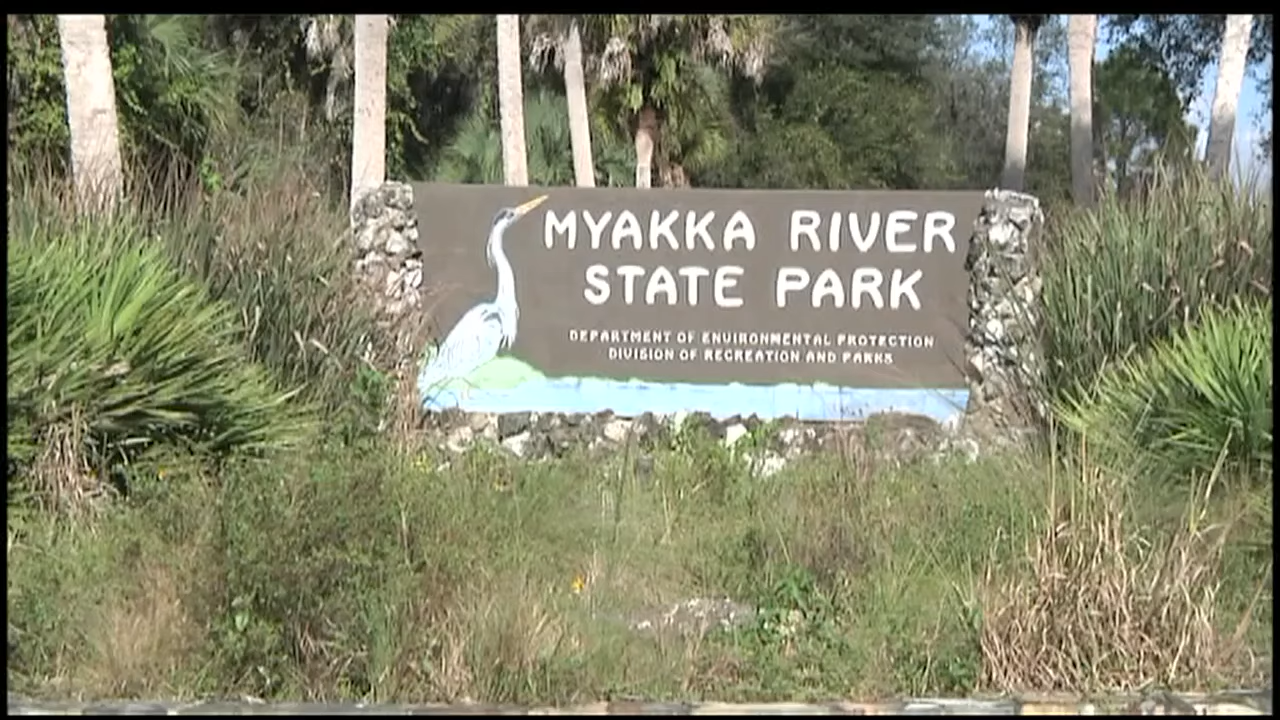 MYAKKA RIVER
STATE PARK
DEPARTMENT OF ENVIRONMENTAL PROTECTION
DIVISION OF RECREATION AND PARKS